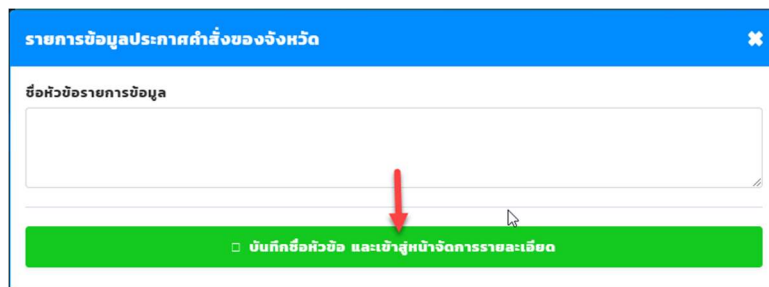 รายการข้อมูลประกาศคำสั่งของจังหวัด
ชื่อหัวข้อรายการข้อมูล
บันทึกชื่อหัวข้อ และเข้าสู่หน้าจัดการรายละเอียด